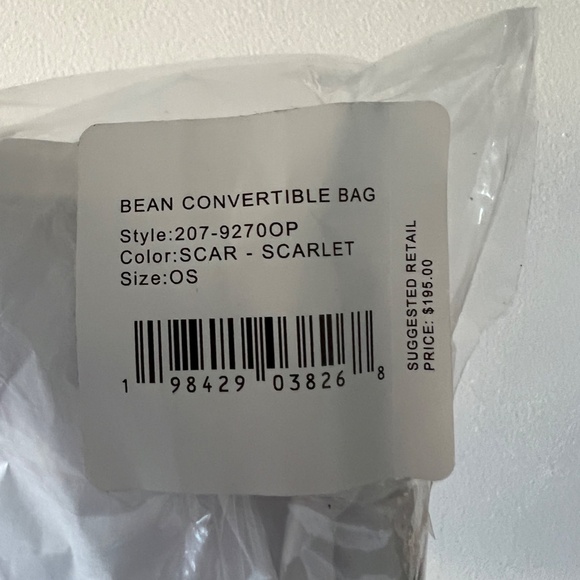 BEAN CONVERTIBLE BAG
Style:207-9270OP
Color:SCAR - SCARLET
Size:OS
1 98429 03826 8
SUGGESTED RETAIL
PRICE: $195.00